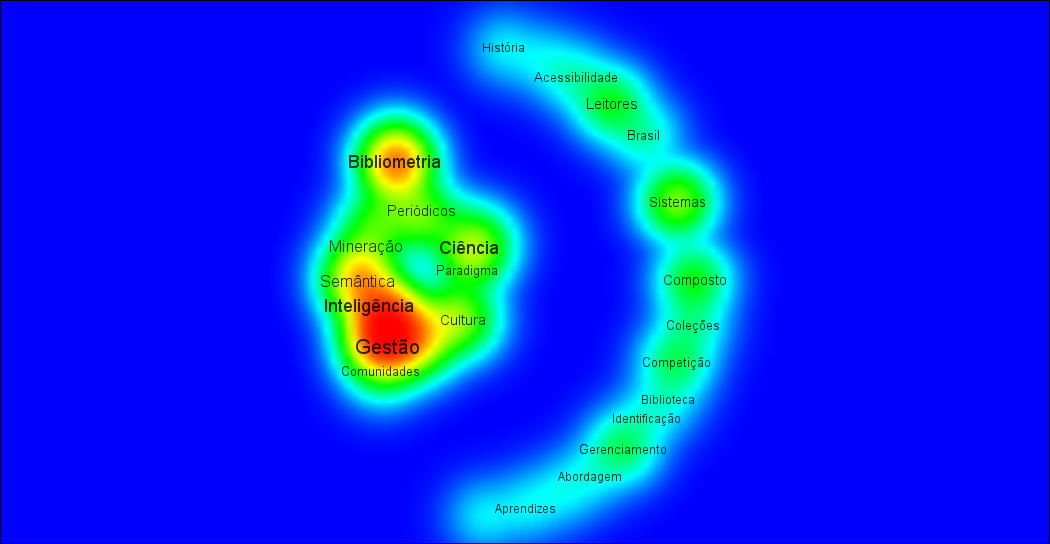 História
Acessibilidade
Leitores
Brasil
Bibliometria
Sistemas
Periódicos
Mineração
Ciência
Paradigma
Semântica
Composto
Inteligência
Cultura
Coleções
Gestão
Competição
Comunidades
Biblioteca
Identificação
Gerenciamento
Abordagem
Aprendizes